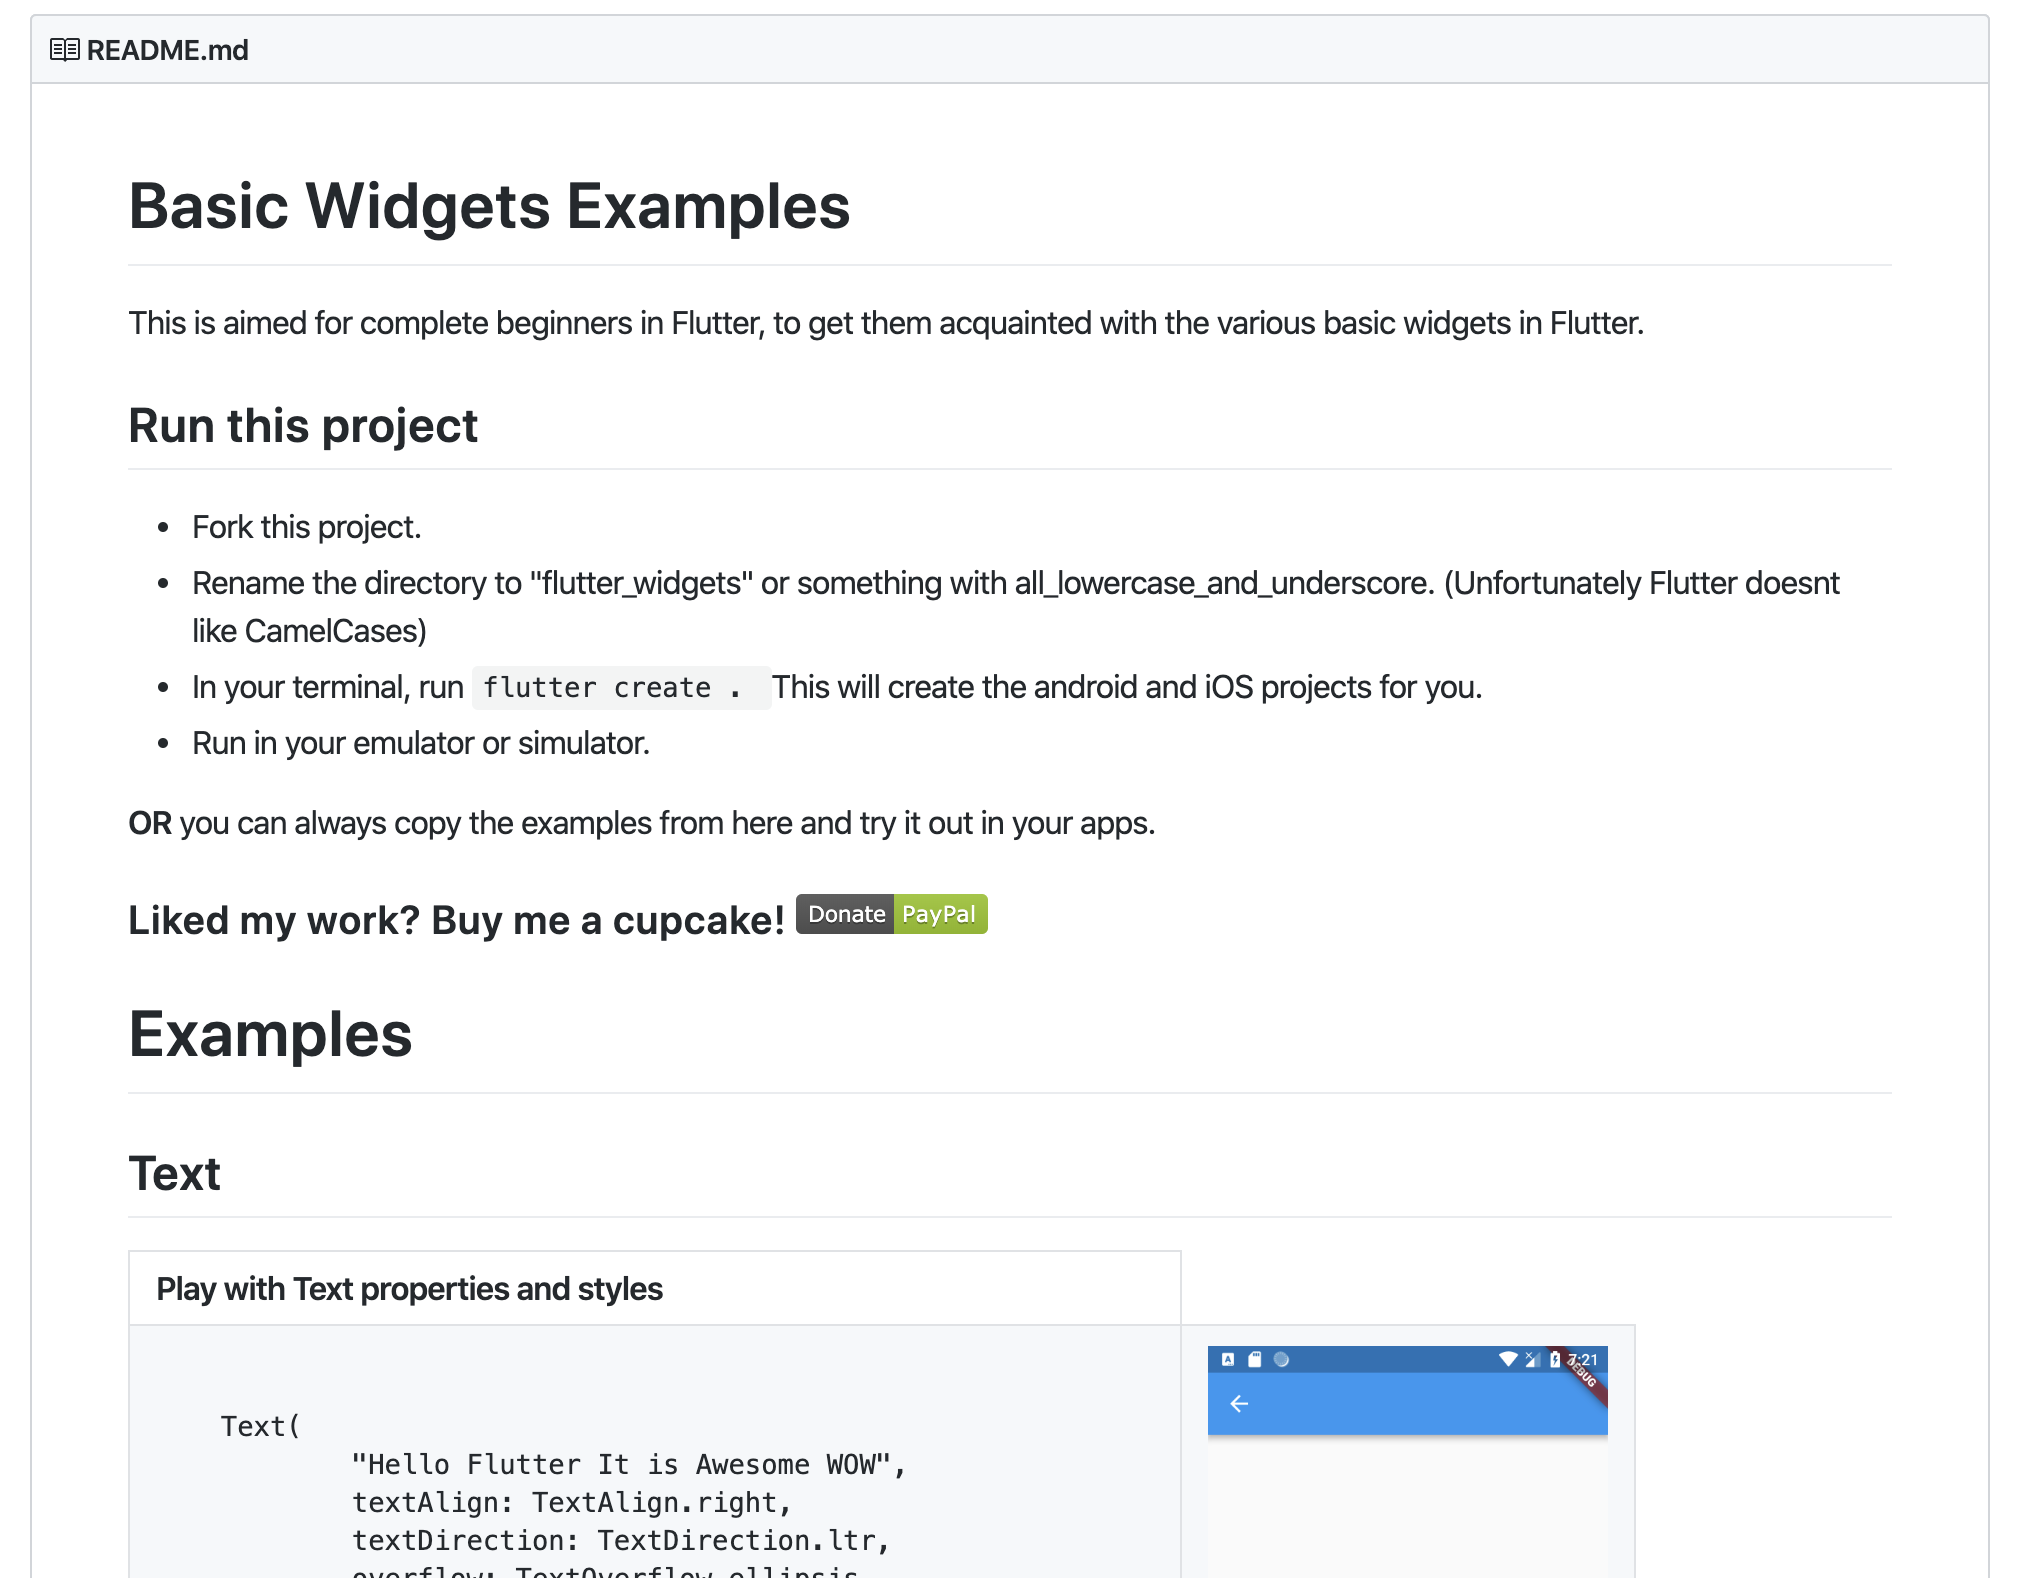 README.md
Basic Widgets Examples
This is aimed for complete beginners in Flutter, to get them acquainted with the various basic widgets in Flutter.
Run this project
• Fork this project.
• Rename the directory to "flutter_widgets" or something with all_lowercase_and_underscore. (Unfortunately Flutter doesnt
like CamelCases)
• In your terminal, run flutter create . This will create the android and iOS projects for you.
• Run in your emulator or simulator.
OR you can always copy the examples from here and try it out in your apps.
Liked my work? Buy me a cupcake! Donate PayPal
Examples
Text
Play with Text properties and styles
7:21
DEBUG
Text(
"Hello Flutter It is Awesome WOW",
textAlign: TextAlign.right,
textDirection: TextDirection.ltr,
overflow: TextOverflow.ellipsis,